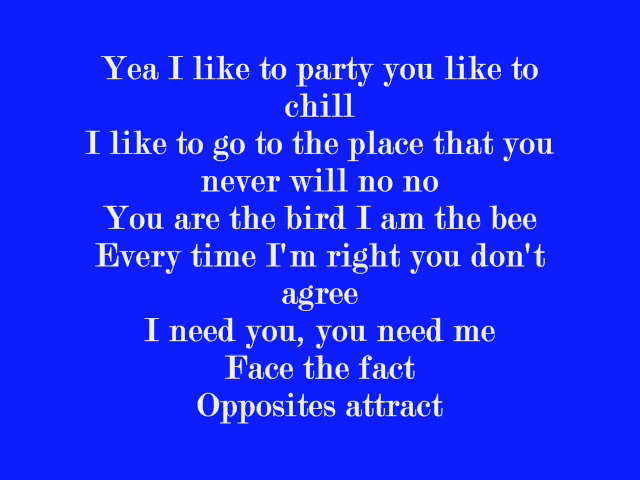 Yea I like to party you like to
chill
I like to go to the place that you
never will no no
You are the bird I am the bee
Every time I'm right you don't
agree
I need you, you need me
Face the fact
Opposites attract